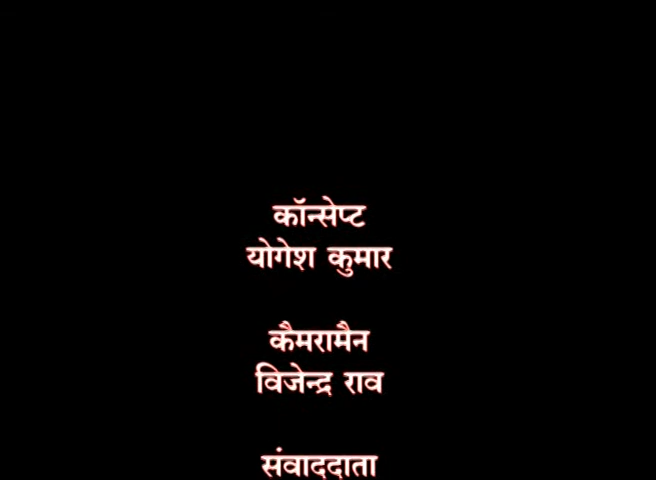 कॉन्सेप्ट
योगेश कुमार
कैमरामैन
विजेन्द्र राव
संवाददाता